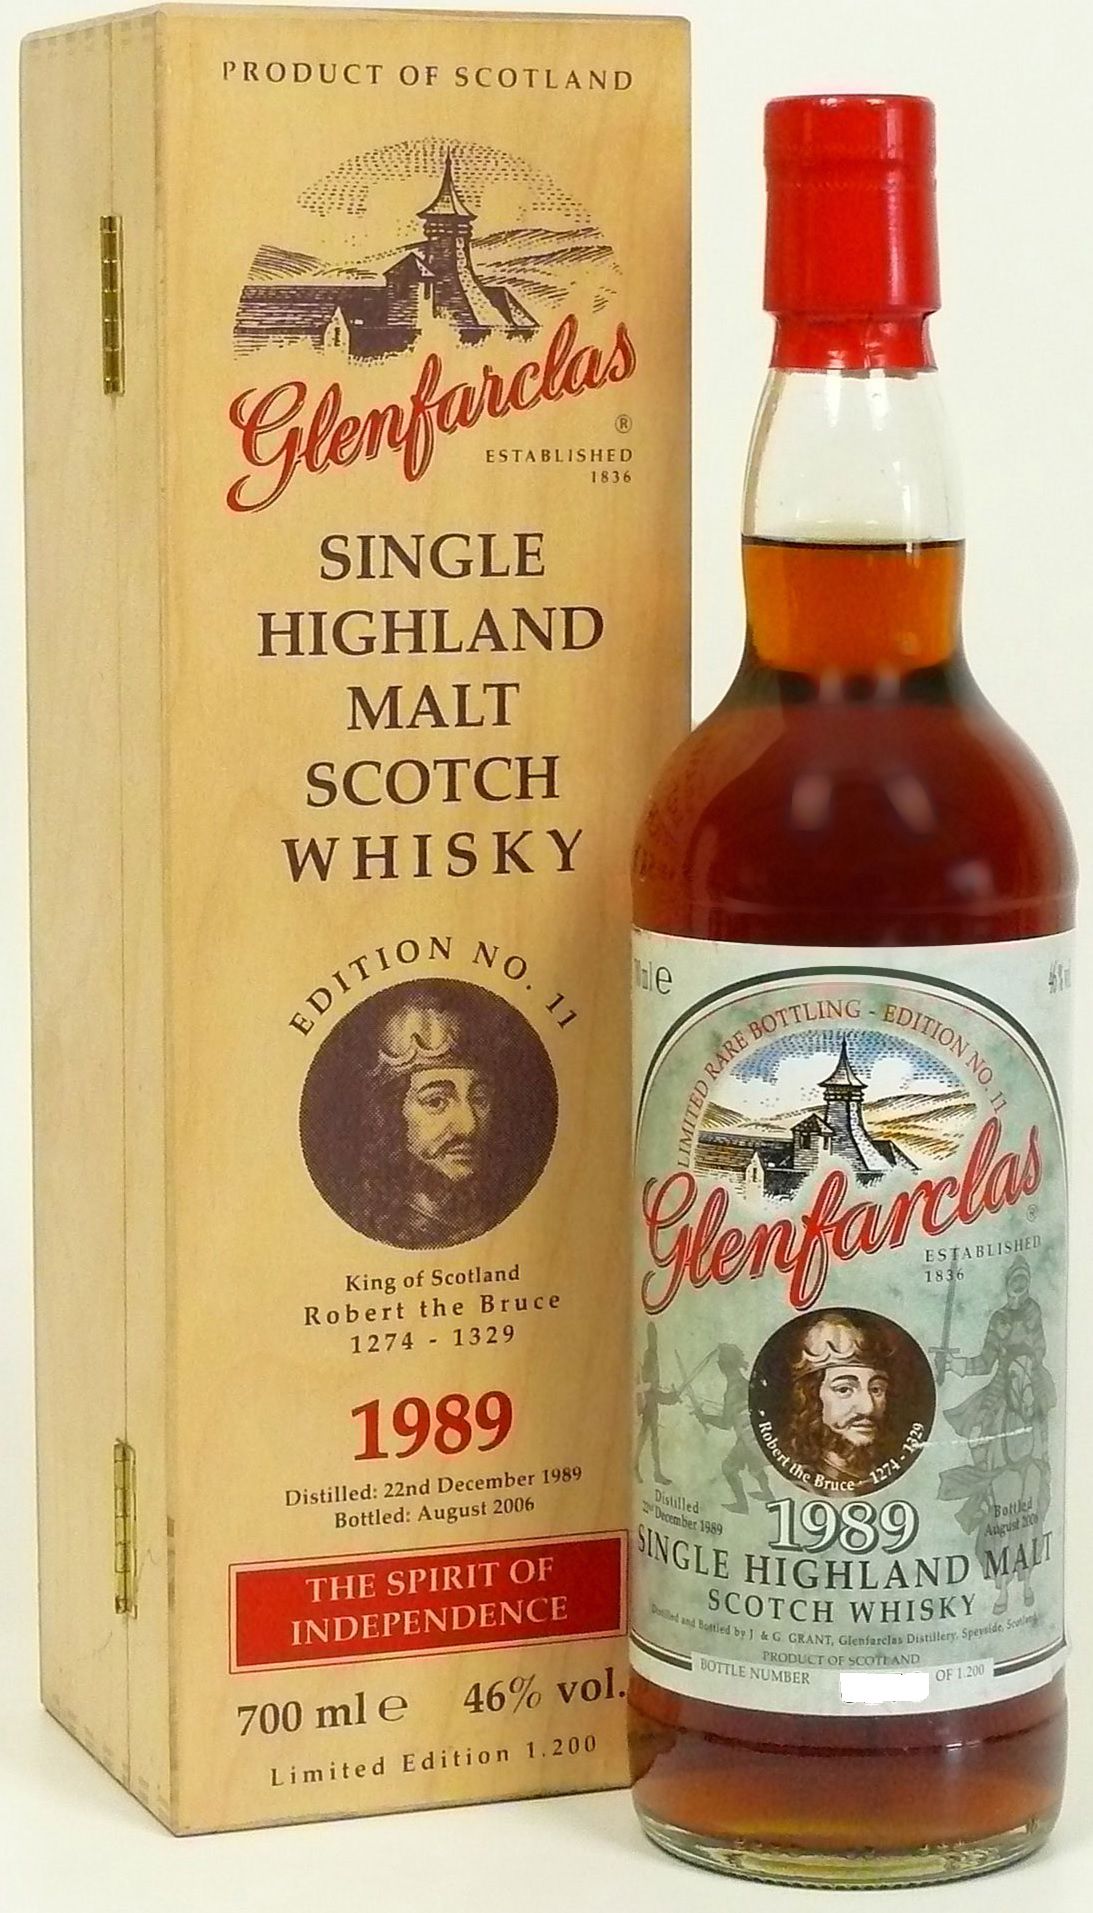 PRODUCT OF SCOTLAND
Glenfarclas
®
ESTABLISHED
1836
SINGLE
HIGHLAND
MALT
SCOTCH
WHISKY
EDITION NO. 11
King of Scotland
Robert the Bruce
1274 - 1329
1989
Distilled: 22nd December 1989
Bottled: August 2006
THE SPIRIT OF
INDEPENDENCE
700 ml e 46% vol.
Limited Edition 1.200
ml e 46%
LIMITED RARE BOTTLING - EDITION NO. 11
Glenfarclas
®
ESTABLISHED
1836
Robert the Bruce - 1274 - 1329
Distilled
22nd December 1989
Bottled
August 2006
1989
SINGLE HIGHLAND MALT
SCOTCH WHISKY
Distilled and Bottled by J. & G. GRANT, Glenfarclas Distillery, Speyside, Scotland
PRODUCT OF SCOTLAND
BOTTLE NUMBER OF 1.200